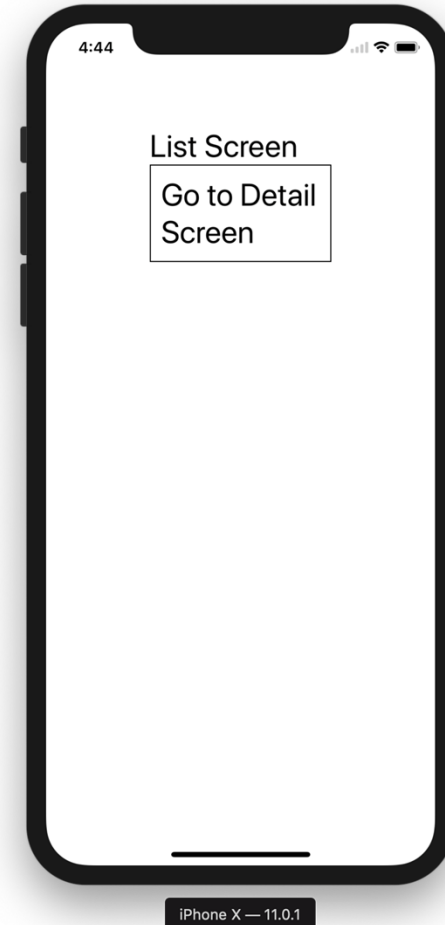 4:44
List Screen
Go to Detail
Screen
iPhone X — 11.0.1